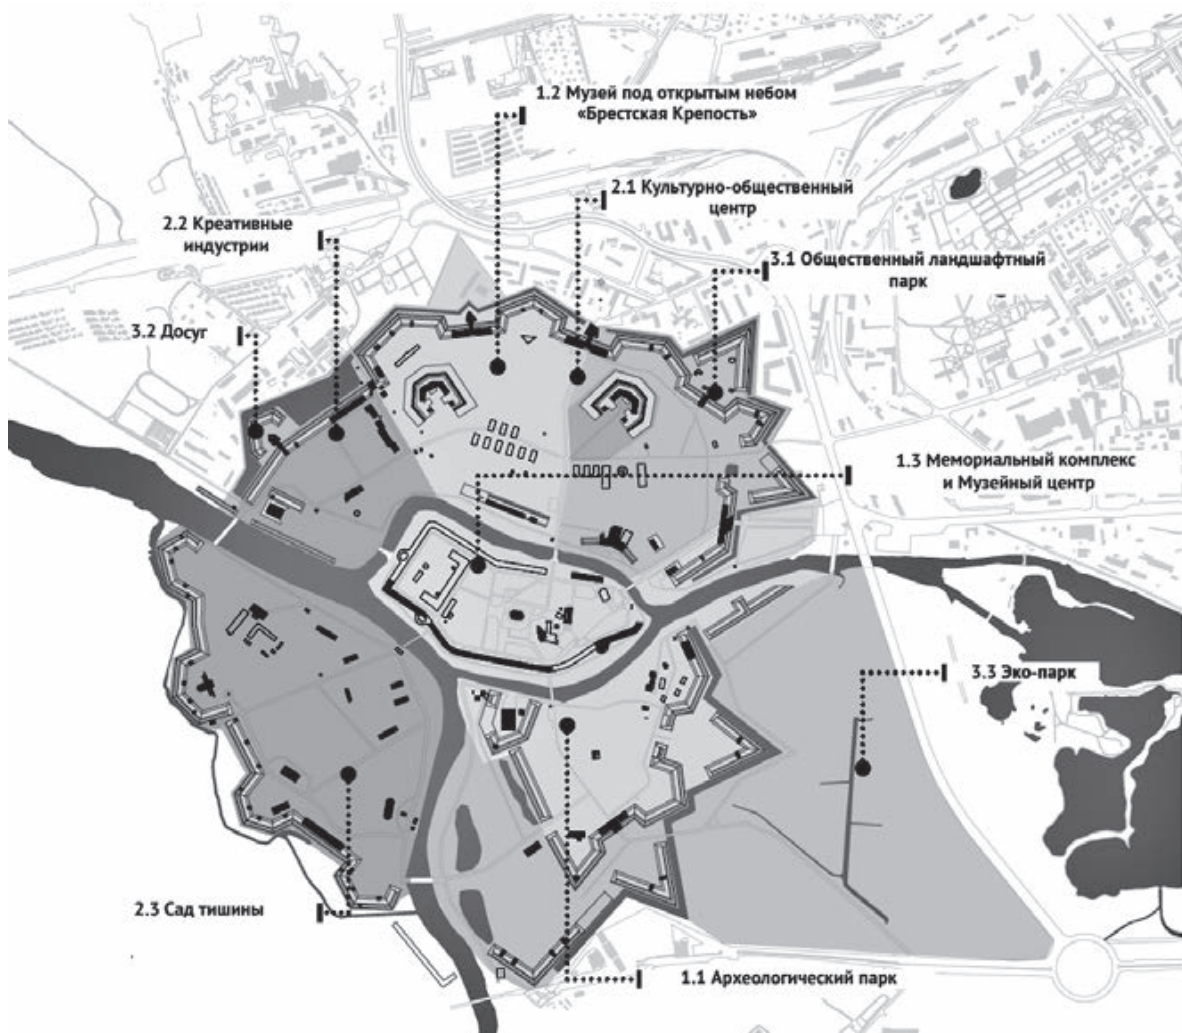 1.2 Музей под открытым небом
«Брестская Крепость»
2.1 Культурно-общественный
центр
2.2 Креативные
индустрии
3.1 Общественный ландшафтный
парк
3.2 Досуг
1.3 Мемориальный комплекс
и Музейный центр
3.3 Эко-парк
2.3 Сад тишины
1.1 Археологический парк